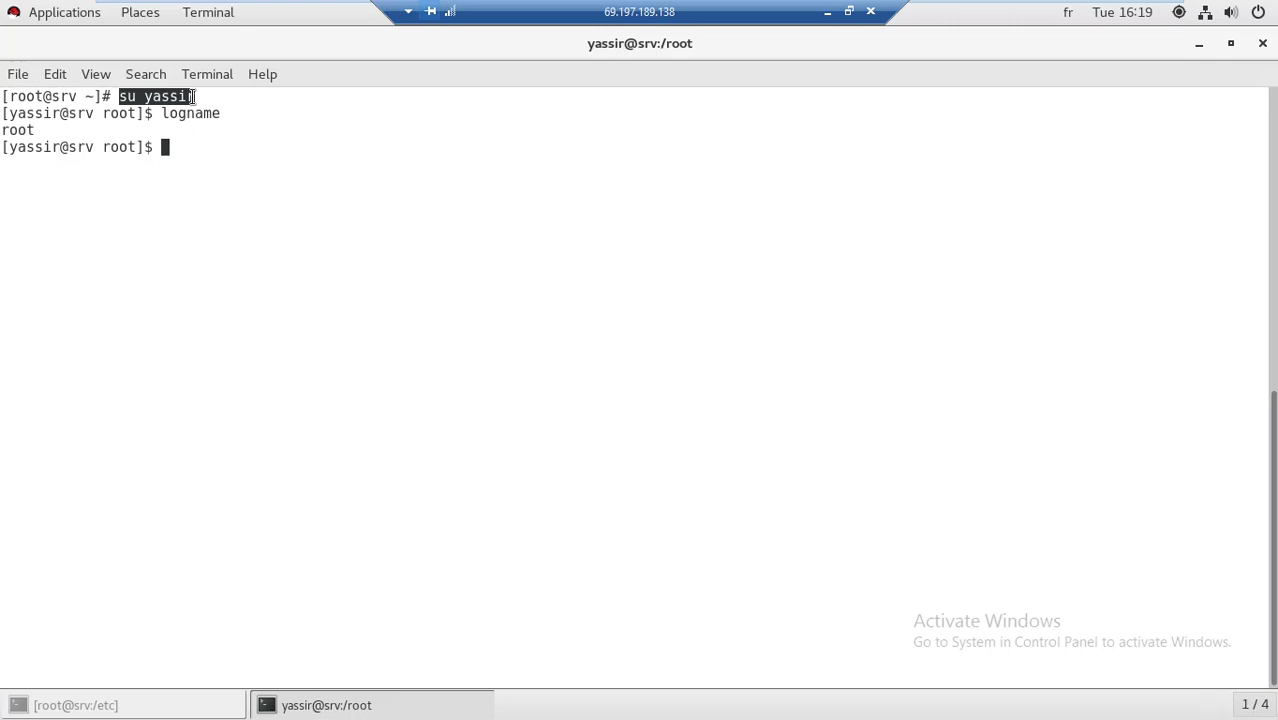 Applications Places Terminal 69.197.189.138 fr Tue 16:19
yassir@srv:/root
File Edit View Search Terminal Help
[root@srv ~]# su yassir
[yassir@srv root]$ logname
root
[yassir@srv root]$
Activate Windows
Go to System in Control Panel to activate Windows.
[root@srv:/etc] yassir@srv:/root 1 / 4